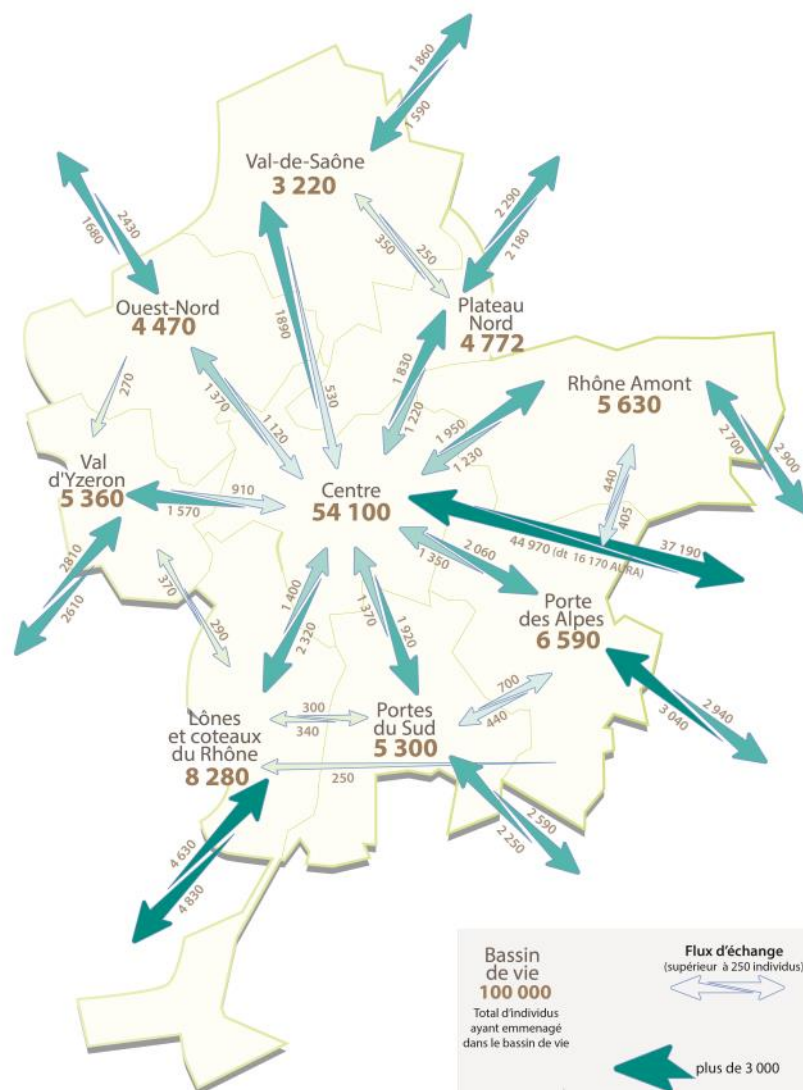 1 860
1 590
Val-de-Saône
3 220
2430
1680
2 290
2 180
350
250
Ouest-Nord
4 470
Plateau
Nord
4 772
1890
530
1 830
1 220
270
1 370
1 120
Rhône Amont
5 630
1 950
1 230
2 700
2 900
Val
d'Yzeron
5 360
910
1 570
Centre
54 100
440
405
44 970 (dt 16 170 AURA)
37 190
2 060
1 350
2810
2610
370
290
1 400
2 320
1 370
1 920
Porte
des Alpes
6 590
700
440
3 040
2 940
Lônes
et coteaux
du Rhône
8 280
300
340
Portes
du Sud
5 300
250
2 590
2 250
4 630
4 830
Bassin
de vie
100 000
Total d'individus
ayant emmenagé
dans le bassin de vie
Flux d'échange
(supérieur à 250 individus)
plus de 3 000